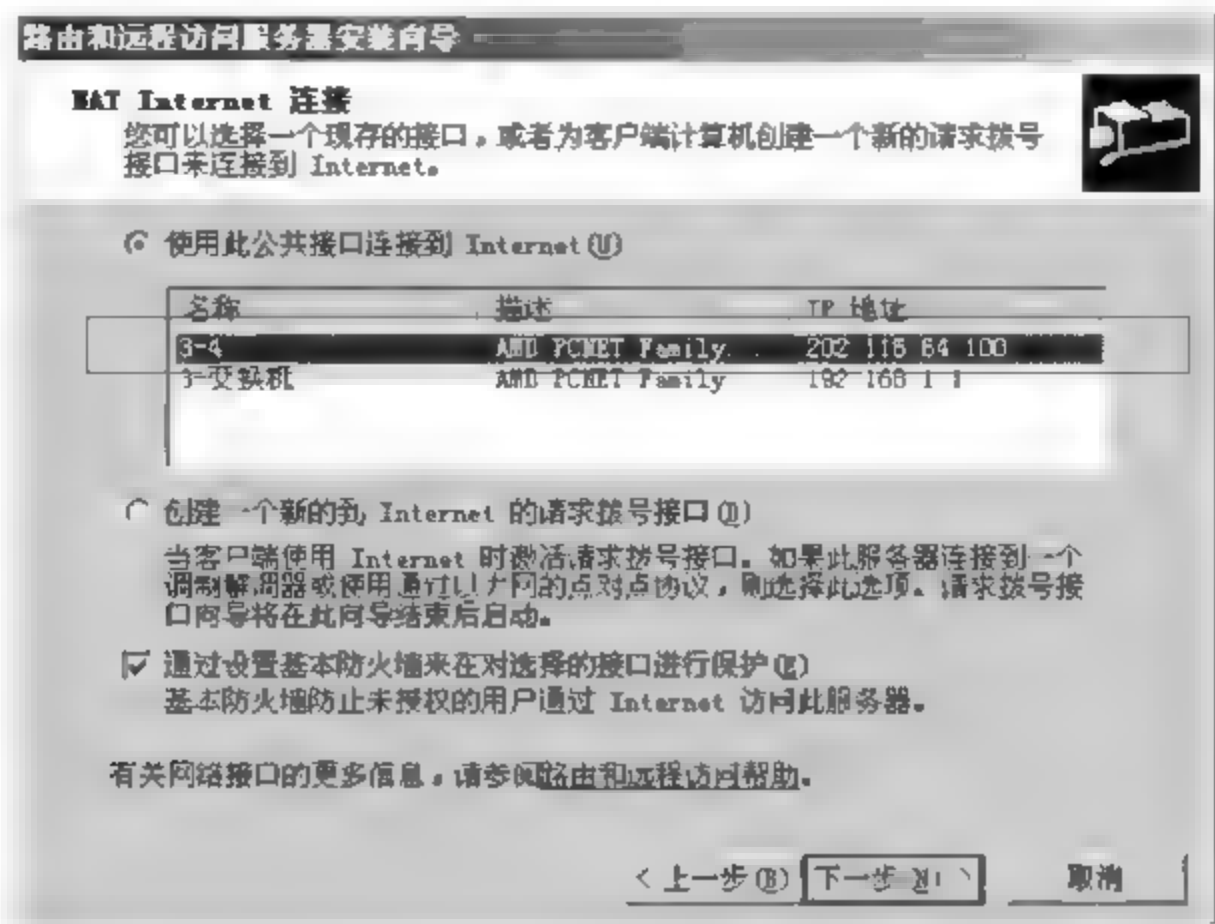 路由和远程访问服务器安装向导
NAT Internet 连接
您可以选择一个现存的接口，或者为客户端计算机创建一个新的请求拨号
接口来连接到 Internet。
使用此公共接口连接到 Internet(U)
名称 描述 IP 地址
3-4 AMD PCNET Family... 202 116 64 100
3-交换机 AMD PCNET Family 192 168 1 1
创建一个新的到 Internet 的请求拨号接口(I)
当客户端使用 Internet 时激活请求拨号接口。如果此服务器连接到一个
调制解调器或使用通过以太网的点对点协议，则选择此选项。请求拨号接
口向导将在此向导结束后启动。
通过设置基本防火墙来在对选择的接口进行保护(E)
基本防火墙防止未授权的用户通过 Internet 访问此服务器。
有关网络接口的更多信息，请参阅路由和远程访问帮助。
< 上一步(B) 下一步(N) > 取消